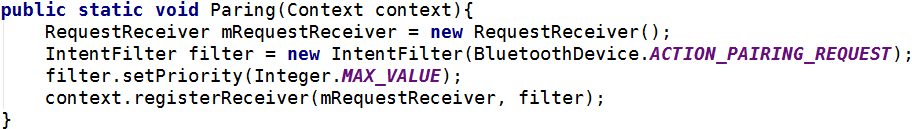 public static void Paring(Context context){
RequestReceiver mRequestReceiver = new RequestReceiver();
IntentFilter filter = new IntentFilter(BluetoothDevice.ACTION_PAIRING_REQUEST);
filter.setPriority(Integer.MAX_VALUE);
context.registerReceiver(mRequestReceiver, filter);
}